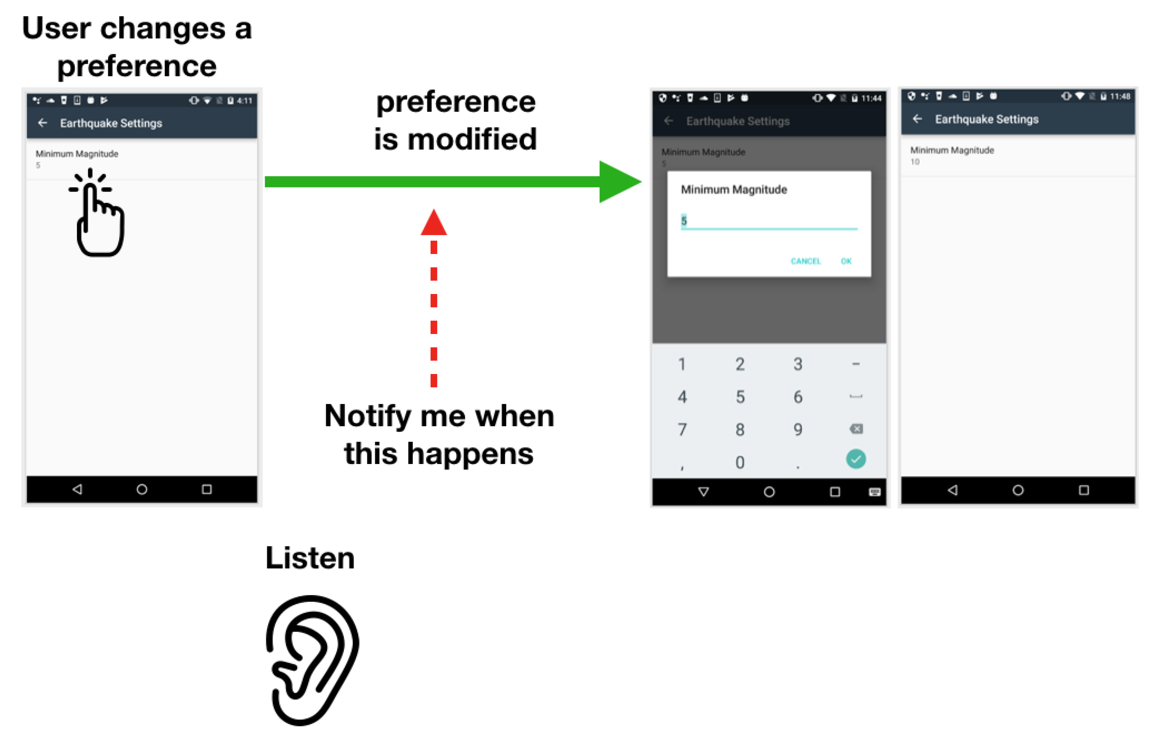 User changes a
preference
4:11
Earthquake Settings
Minimum Magnitude
5
preference
is modified
Notify me when
this happens
Listen
11:44
Earthquake Settings
Minimum Magnitude
5
Minimum Magnitude
5
CANCEL OK
1 2 3 –
4 5 6
7 8 9
, 0 .
11:48
Earthquake Settings
Minimum Magnitude
10